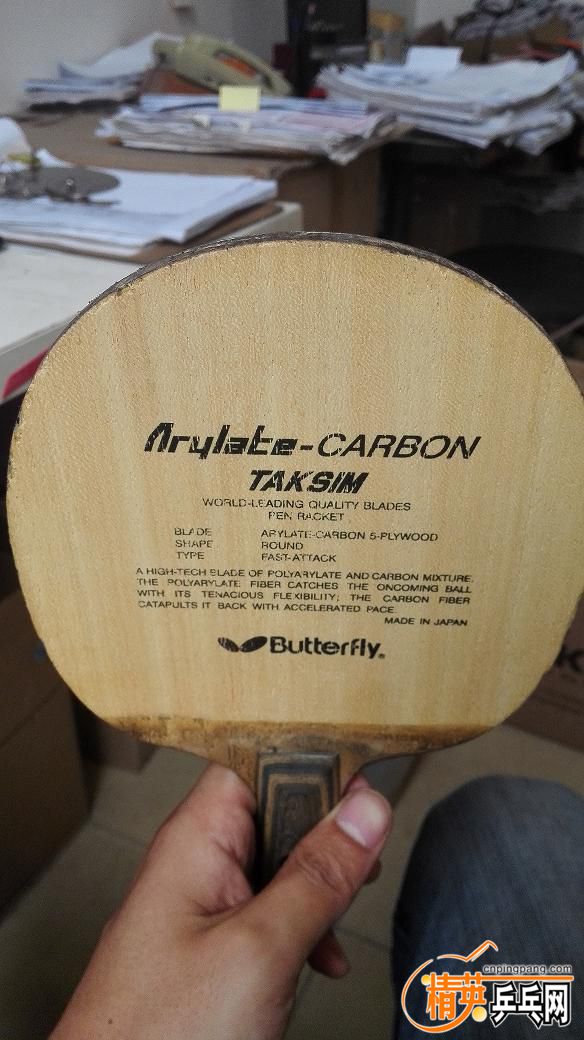 Arylate-CARBON
TAKSIM
WORLD-LEADING QUALITY BLADES
PEN RACKET
BLADE ARYLATE-CARBON 5-PLYWOOD
SHAPE ROUND
TYPE FAST-ATTACK
A HIGH-TECH BLADE OF POLYARYLATE AND CARBON MIXTURE.
THE POLYARYLATE FIBER CATCHES THE ONCOMING BALL
WITH ITS TENACIOUS FLEXIBILITY; THE CARBON FIBER
CATAPULTS IT BACK WITH ACCELERATED PACE.
MADE IN JAPAN
Butterfly®
cnpingpang.com
精英乒乓网